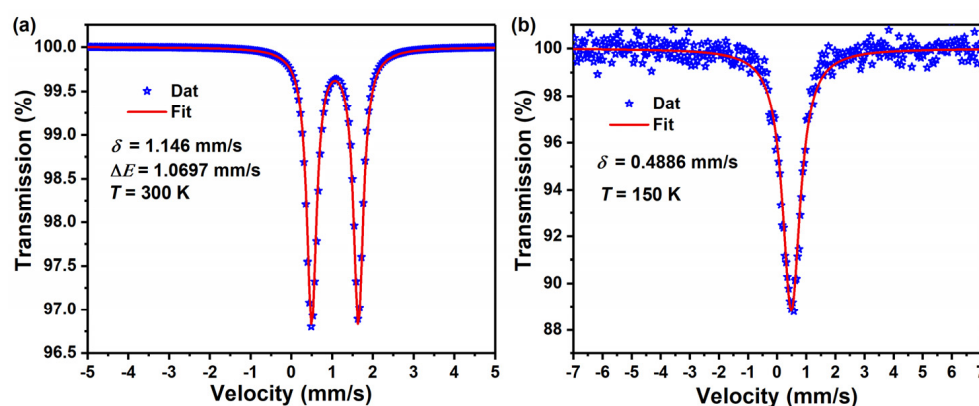 (a)
100.0
99.5
99.0
98.5
98.0
97.5
97.0
96.5
Transmission (%)
Dat
Fit
δ = 1.146 mm/s
ΔE = 1.0697 mm/s
T = 300 K
-5 -4 -3 -2 -1 0 1 2 3 4 5
Velocity (mm/s)
(b)
100
98
96
94
92
90
88
Transmission (%)
Dat
Fit
δ = 0.4886 mm/s
T = 150 K
-7 -6 -5 -4 -3 -2 -1 0 1 2 3 4 5 6 7
Velocity (mm/s)